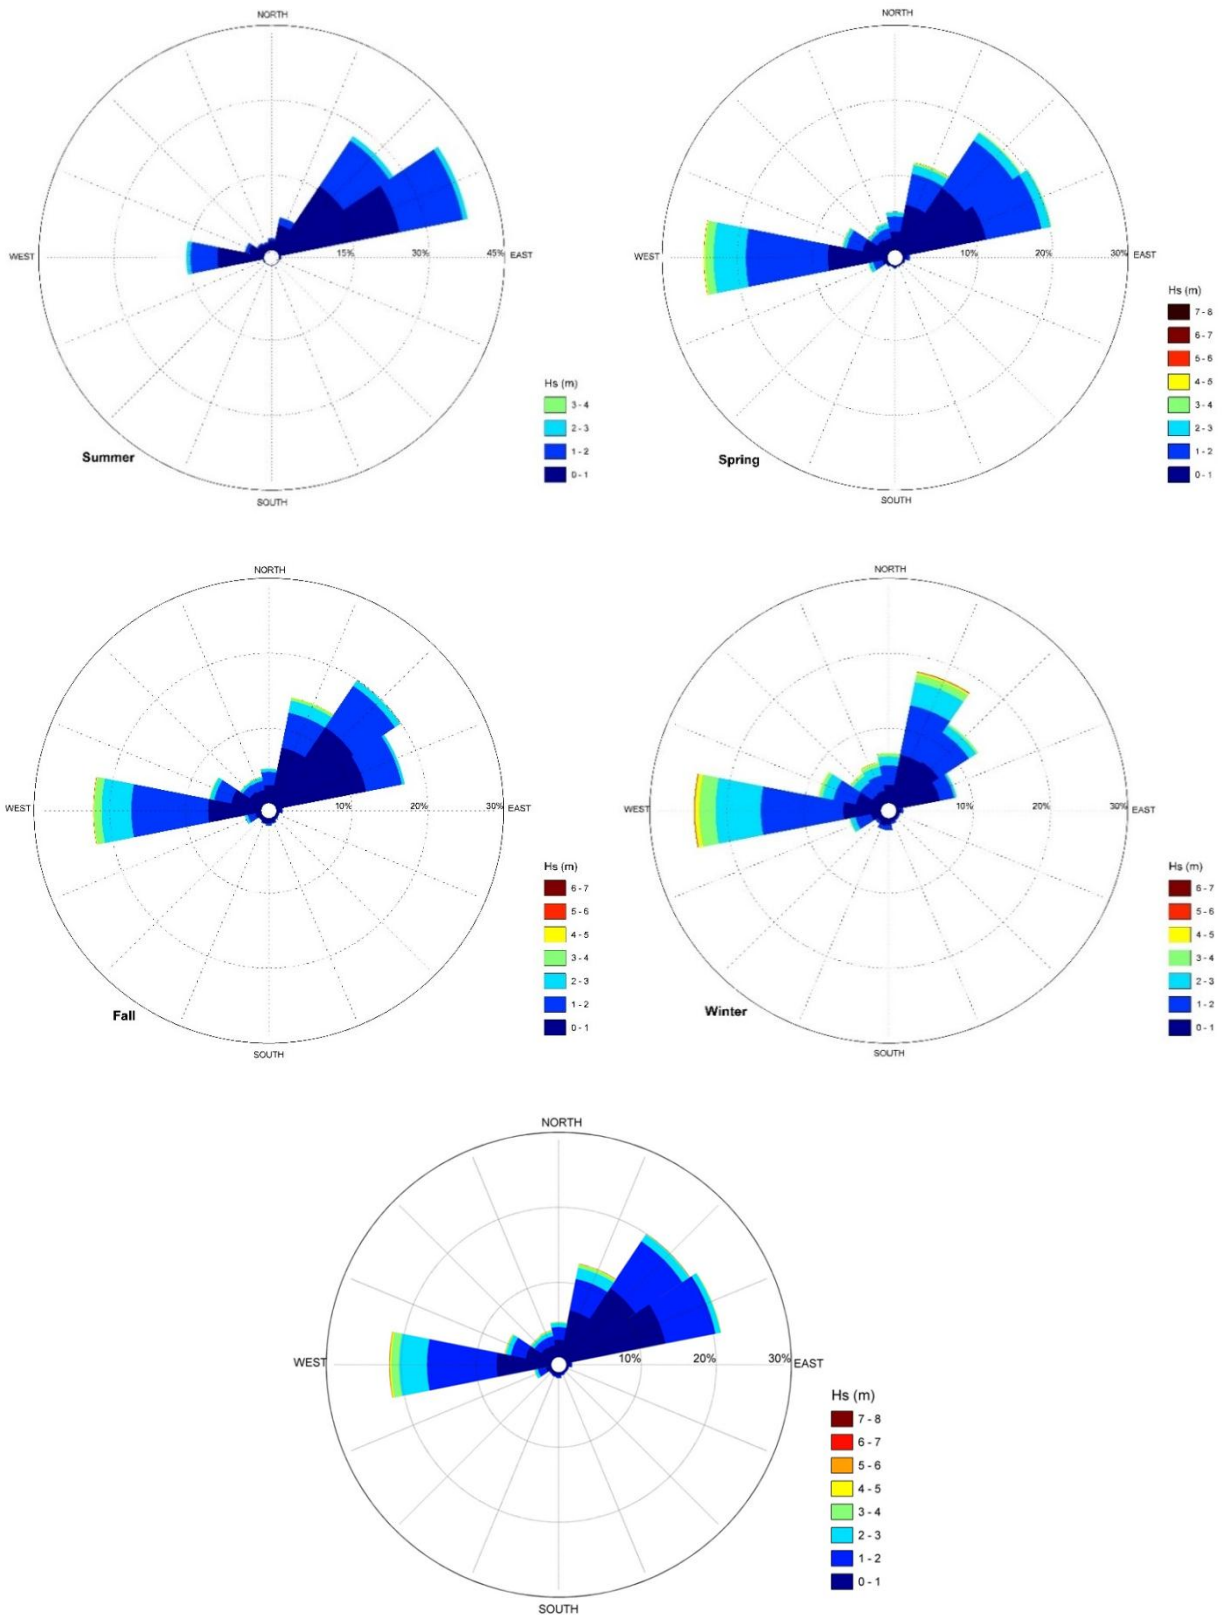 NORTH
WEST
15%
30%
45%
EAST
SOUTH
Summer
Hs (m)
3 - 4
2 - 3
1 - 2
0 - 1
NORTH
WEST
10%
20%
30%
EAST
SOUTH
Spring
Hs (m)
7 - 8
6 - 7
5 - 6
4 - 5
3 - 4
2 - 3
1 - 2
0 - 1
NORTH
WEST
10%
20%
30%
EAST
SOUTH
Fall
Hs (m)
6 - 7
5 - 6
4 - 5
3 - 4
2 - 3
1 - 2
0 - 1
NORTH
WEST
10%
20%
30%
EAST
SOUTH
Winter
Hs (m)
6 - 7
5 - 6
4 - 5
3 - 4
2 - 3
1 - 2
0 - 1
NORTH
WEST
10%
20%
30%
EAST
SOUTH
Hs (m)
7 - 8
6 - 7
5 - 6
4 - 5
3 - 4
2 - 3
1 - 2
0 - 1